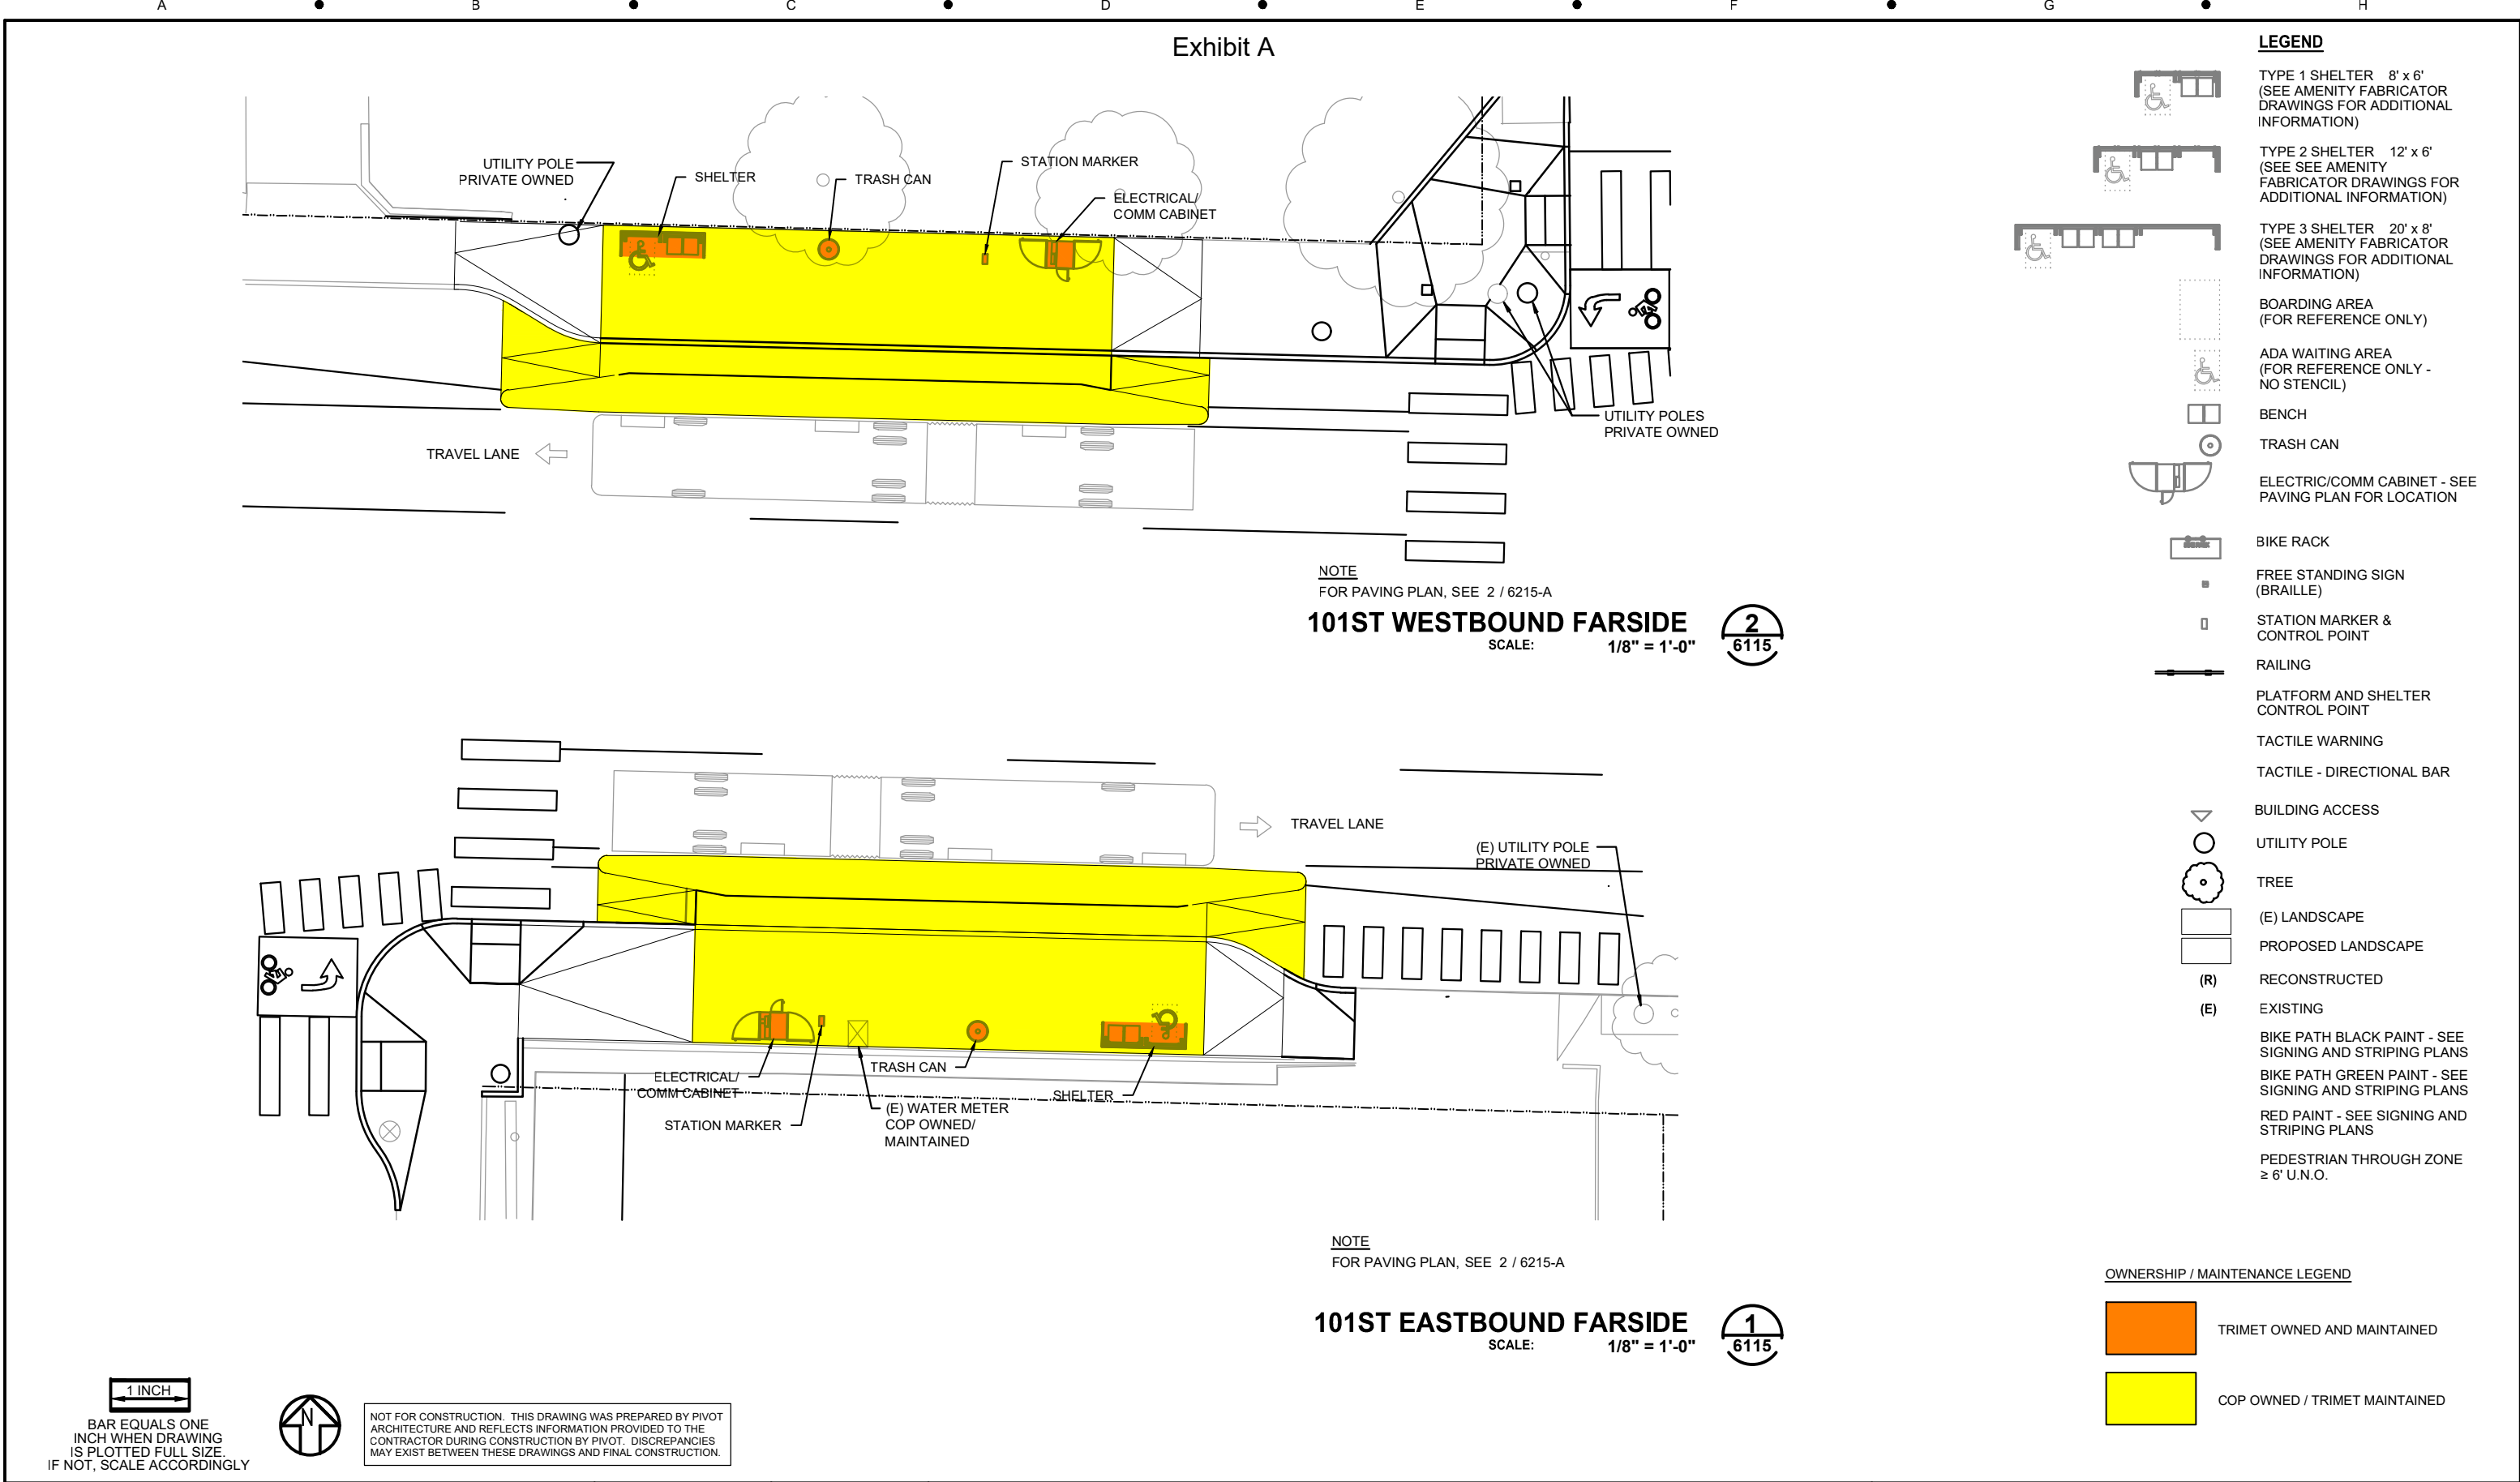 A B C D E F G H
Exhibit A
UTILITY POLE
PRIVATE OWNED
SHELTER
TRASH CAN
STATION MARKER
ELECTRICAL/
COMM CABINET
UTILITY POLES
PRIVATE OWNED
TRAVEL LANE
NOTE
FOR PAVING PLAN, SEE 2 / 6215-A
101ST WESTBOUND FARSIDE
SCALE: 1/8" = 1'-0"
2
6115
TRAVEL LANE
(E) UTILITY POLE
PRIVATE OWNED
ELECTRICAL/
COMM CABINET
STATION MARKER
TRASH CAN
(E) WATER METER
COP OWNED/
MAINTAINED
SHELTER
NOTE
FOR PAVING PLAN, SEE 2 / 6215-A
101ST EASTBOUND FARSIDE
SCALE: 1/8" = 1'-0"
1
6115
1 INCH
BAR EQUALS ONE
INCH WHEN DRAWING
IS PLOTTED FULL SIZE.
IF NOT, SCALE ACCORDINGLY
N
NOT FOR CONSTRUCTION. THIS DRAWING WAS PREPARED BY PIVOT
ARCHITECTURE AND REFLECTS INFORMATION PROVIDED TO THE
CONTRACTOR DURING CONSTRUCTION BY PIVOT. DISCREPANCIES
MAY EXIST BETWEEN THESE DRAWINGS AND FINAL CONSTRUCTION.
LEGEND
TYPE 1 SHELTER 8' x 6'
(SEE AMENITY FABRICATOR
DRAWINGS FOR ADDITIONAL
INFORMATION)
TYPE 2 SHELTER 12' x 6'
(SEE SEE AMENITY
FABRICATOR DRAWINGS FOR
ADDITIONAL INFORMATION)
TYPE 3 SHELTER 20' x 8'
(SEE AMENITY FABRICATOR
DRAWINGS FOR ADDITIONAL
INFORMATION)
BOARDING AREA
(FOR REFERENCE ONLY)
ADA WAITING AREA
(FOR REFERENCE ONLY -
NO STENCIL)
BENCH
TRASH CAN
ELECTRIC/COMM CABINET - SEE
PAVING PLAN FOR LOCATION
BIKE RACK
FREE STANDING SIGN
(BRAILLE)
STATION MARKER &
CONTROL POINT
RAILING
PLATFORM AND SHELTER
CONTROL POINT
TACTILE WARNING
TACTILE - DIRECTIONAL BAR
BUILDING ACCESS
UTILITY POLE
TREE
(E) LANDSCAPE
PROPOSED LANDSCAPE
(R) RECONSTRUCTED
(E) EXISTING
BIKE PATH BLACK PAINT - SEE
SIGNING AND STRIPING PLANS
BIKE PATH GREEN PAINT - SEE
SIGNING AND STRIPING PLANS
RED PAINT - SEE SIGNING AND
STRIPING PLANS
PEDESTRIAN THROUGH ZONE
≥ 6' U.N.O.
OWNERSHIP / MAINTENANCE LEGEND
TRIMET OWNED AND MAINTAINED
COP OWNED / TRIMET MAINTAINED